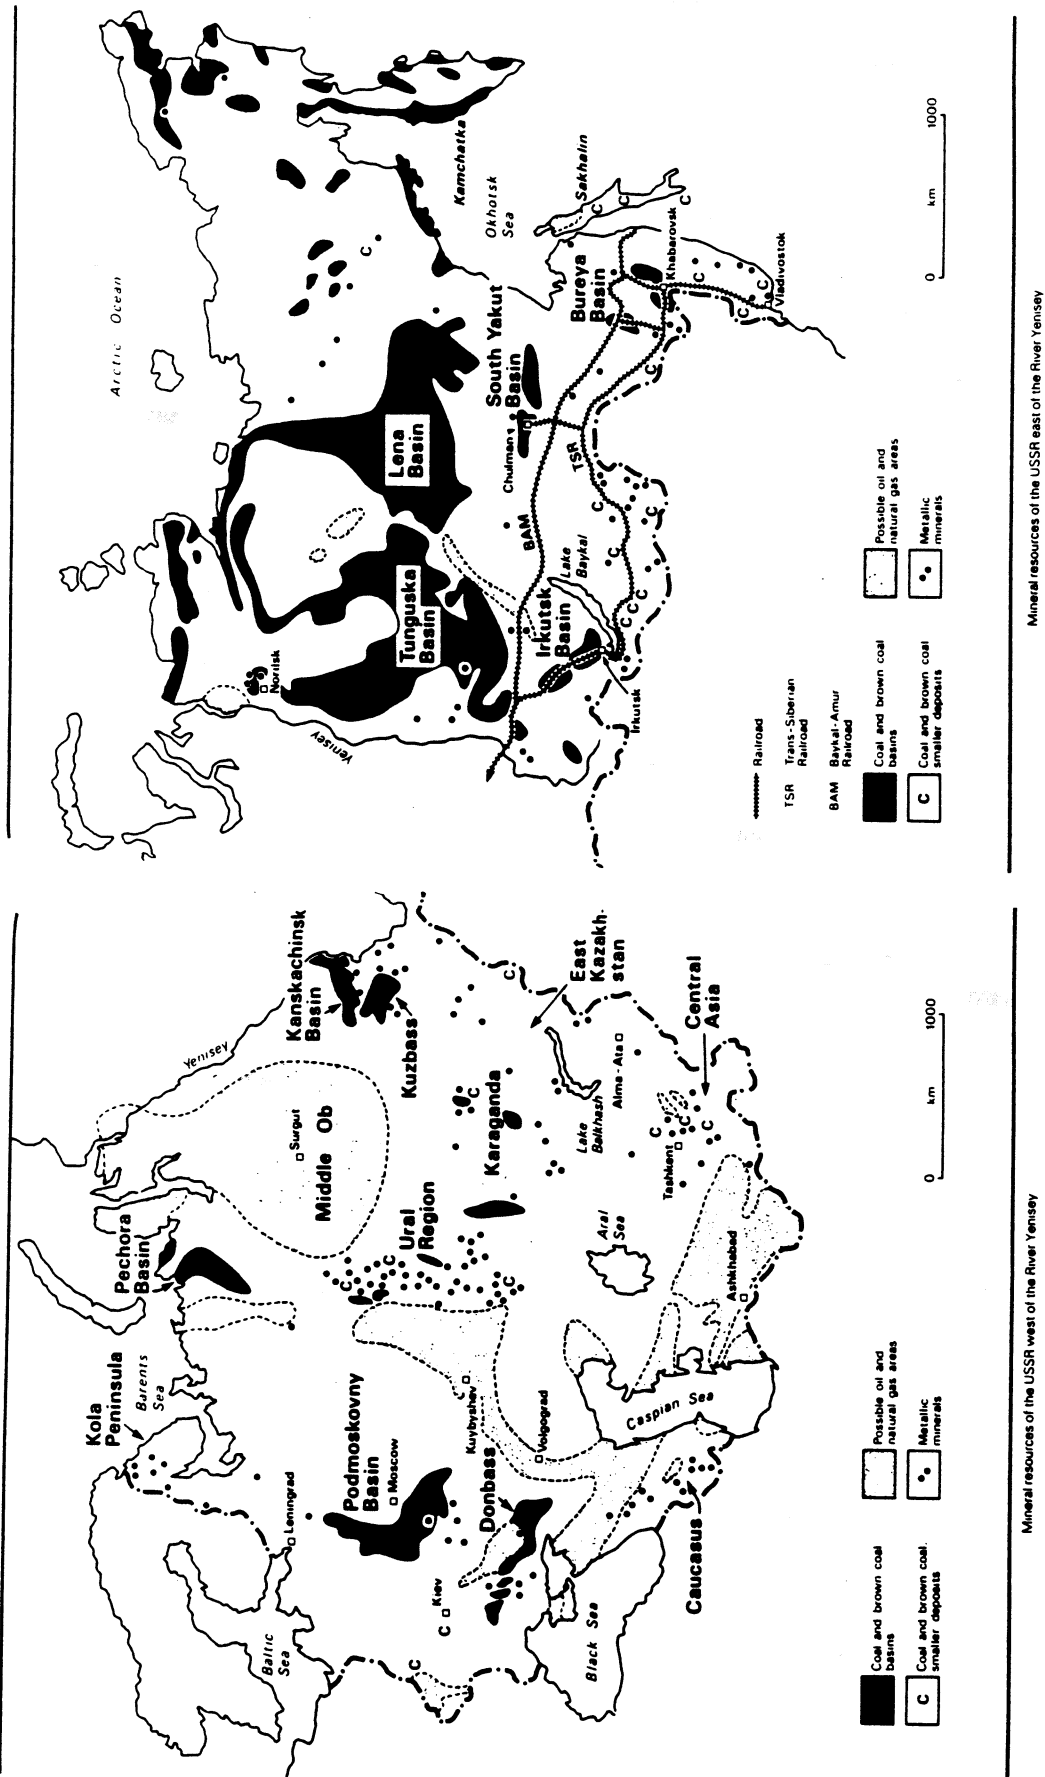 Arctic Ocean
Kamchatka
Okhotsk
Sea
Sakhalin
Lena
Basin
Tunguska
Basin
Norilsk
Yenisey
South Yakut
Basin
Chulman
Bureya
Basin
Khabarovsk
Vladivostok
BAM
TSR
Lake
Baykal
Irkutsk
Basin
Irkutsk
C
C
C
C
C
C
C
C
C
C
C
C
C
C
0 km 1000
Railroad
TSR Trans-Siberian
Railroad
BAM Baykal-Amur
Railroad
Coal and brown coal
basins
C Coal and brown coal
smaller deposits
Possible oil and
natural gas areas
Metallic
minerals
Mineral resources of the USSR east of the River Yenisey
Kola
Peninsula
Barents
Sea
Pechora
Basin
Yenisey
Surgut
Middle Ob
Kanskachinsk
Basin
Kuzbass
Ural
Region
Karaganda
East
Kazakh-
stan
Central
Asia
Lake
Balkhash
Alma-Ata
Tashkent
Aral
Sea
Ashkhabad
Caspian Sea
Caucasus
Volgograd
Kuybyshev
Donbass
Podmoskovny
Basin
Moscow
Leningrad
Baltic
Sea
Kiev
Black Sea
C
C
C
C
C
C
C
C
C
C
0 km 1000
Coal and brown coal
basins
C Coal and brown coal.
smaller deposits
Possible oil and
natural gas areas
Metallic
minerals
Mineral resources of the USSR west of the River Yenisey